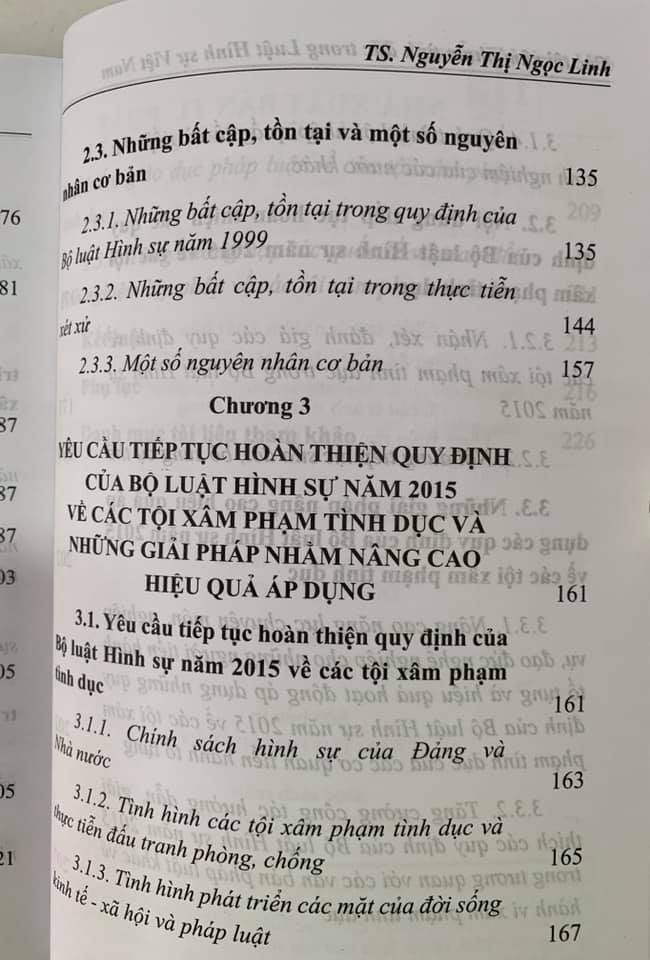 TS. Nguyễn Thị Ngọc Linh
2.3. Những bất cập, tồn tại và một số nguyên
nhân cơ bản 135
2.3.1. Những bất cập, tồn tại trong quy định của
Bộ luật Hình sự năm 1999 135
2.3.2. Những bất cập, tồn tại trong thực tiễn
xét xử 144
2.3.3. Một số nguyên nhân cơ bản 157
Chương 3
YÊU CẦU TIẾP TỤC HOÀN THIỆN QUY ĐỊNH
CỦA BỘ LUẬT HÌNH SỰ NĂM 2015
VỀ CÁC TỘI XÂM PHẠM TÌNH DỤC VÀ
NHỮNG GIẢI PHÁP NHẰM NÂNG CAO
HIỆU QUẢ ÁP DỤNG 161
3.1. Yêu cầu tiếp tục hoàn thiện quy định của
Bộ luật Hình sự năm 2015 về các tội xâm phạm
tình dục 161
3.1.1. Chính sách hình sự của Đảng và
Nhà nước 163
3.1.2. Tình hình các tội xâm phạm tình dục và
thực tiễn đấu tranh phòng, chống 165
3.1.3. Tình hình phát triển các mặt của đời sống
kinh tế - xã hội và pháp luật 167